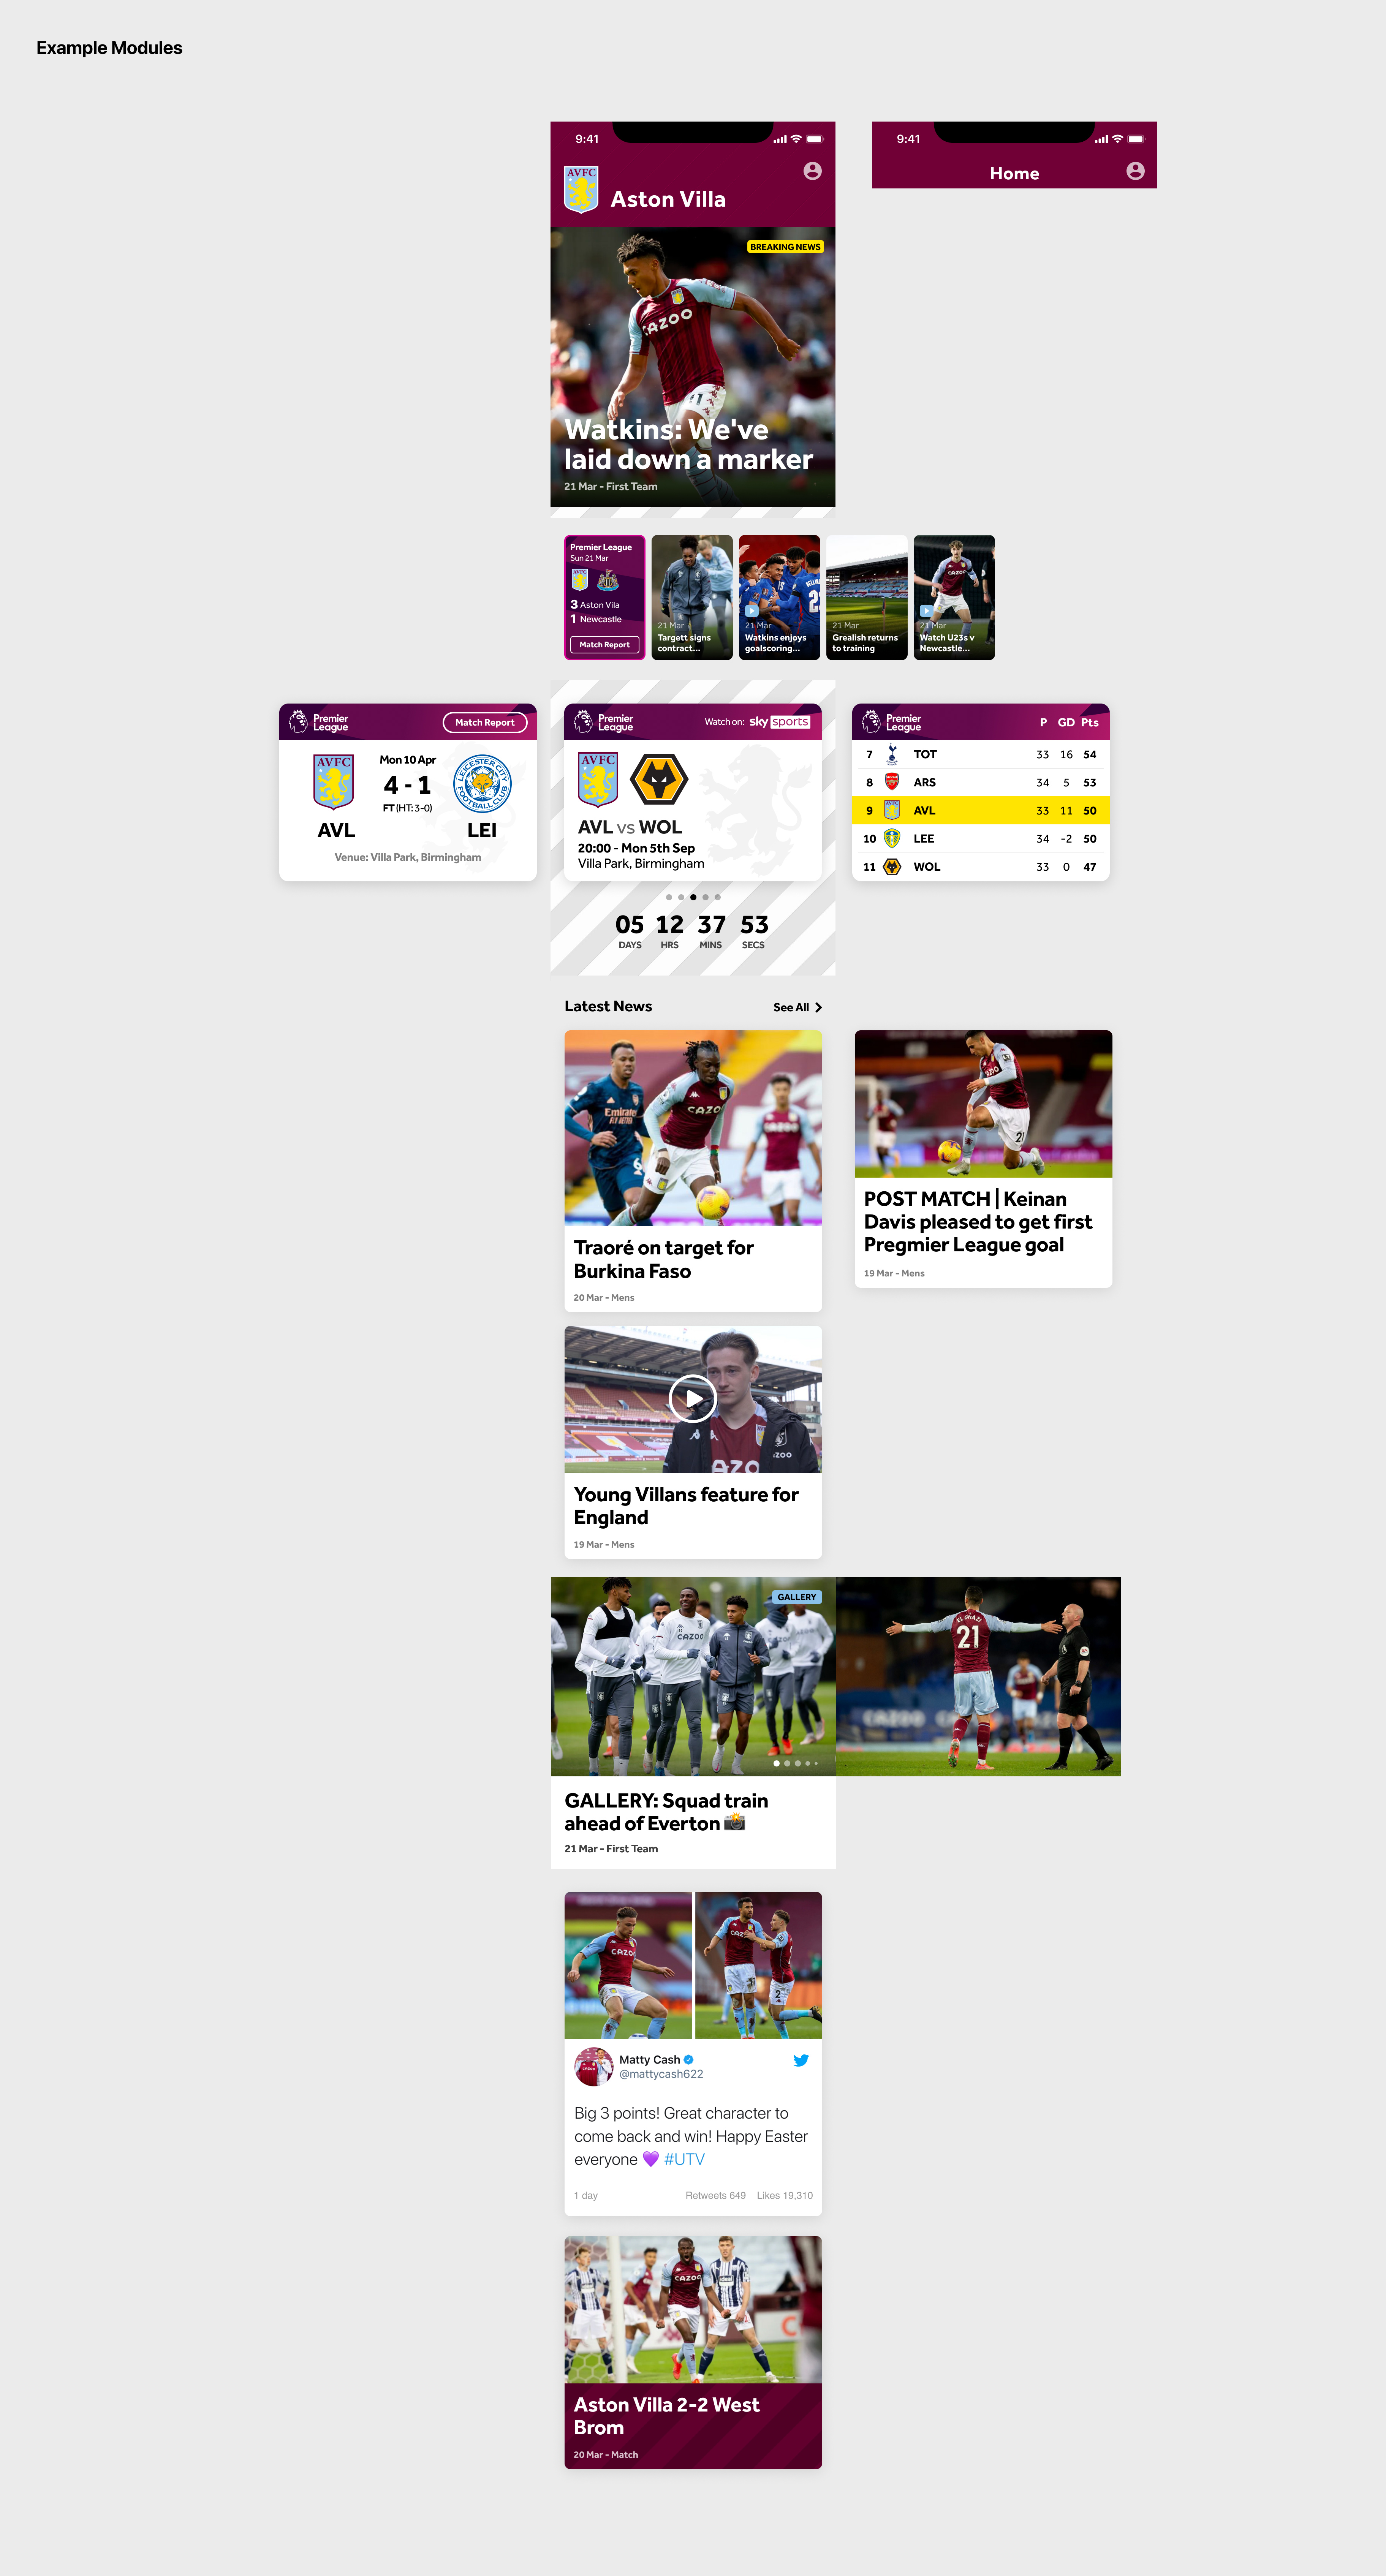 Example Modules
9:41
9:41
Home
AVFC
Aston Villa
BREAKING NEWS
CAZOO
Watkins: We've
laid down a marker
21 Mar - First Team
Premier League
Sun 21 Mar
3 Aston Vila
1 Newcastle
Match Report
21 Mar
Targett signs
contract...
21 Mar
Watkins enjoys
goalscoring...
21 Mar
Grealish returns
to training
21 Mar
Watch U23s v
Newcastle...
Premier
League
Match Report
AVFC
Mon 10 Apr
4 - 1
FT (HT: 3-0)
LEICESTER CITY
FOOTBALL CLUB
AVL
LEI
Venue: Villa Park, Birmingham
Premier
League
Watch on: sky sports
AVFC
AVL vs WOL
20:00 - Mon 5th Sep
Villa Park, Birmingham
05 12 37 53
DAYS HRS MINS SECS
Premier
League
P GD Pts
7 TOT 33 16 54
8 ARS 34 5 53
9 AVL 33 11 50
10 LEE 34 -2 50
11 WOL 33 0 47
Latest News
See All
Traoré on target for
Burkina Faso
20 Mar - Mens
POST MATCH | Keinan
Davis pleased to get first
Pregmier League goal
19 Mar - Mens
Young Villans feature for
England
19 Mar - Mens
GALLERY
EL GHAZI
21
GALLERY: Squad train
ahead of Everton 📸
21 Mar - First Team
Matty Cash
@mattycash622
Big 3 points! Great character to
come back and win! Happy Easter
everyone 💜 #UTV
1 day
Retweets 649
Likes 19,310
Aston Villa 2-2 West
Brom
20 Mar - Match